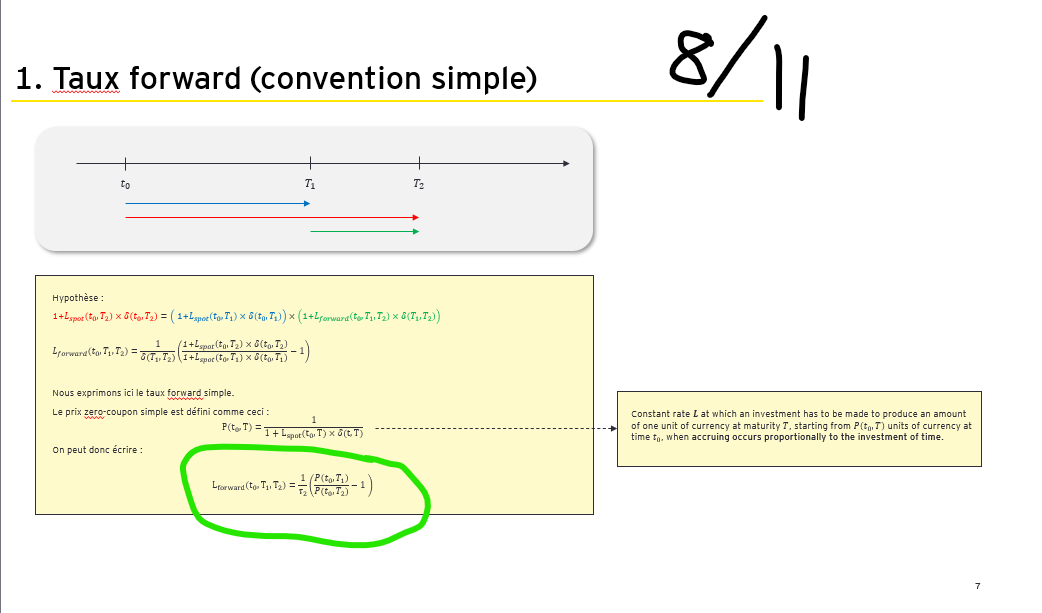 8/11
1. Taux forward (convention simple)
t₀ T₁ T₂
Hypothèse :
1+L_spot(t₀,T₂) × δ(t₀,T₂) = ( 1+L_spot(t₀,T₁) × δ(t₀,T₁)) × (1+L_forward(t₀,T₁,T₂) × δ(T₁,T₂))
L_forward(t₀,T₁,T₂) = 1/δ(T₁,T₂) ((1+L_spot(t₀,T₂) × δ(t₀,T₂))/(1+L_spot(t₀,T₁) × δ(t₀,T₁)) − 1)
Nous exprimons ici le taux forward simple.
Le prix zero-coupon simple est défini comme ceci :
P(t₀,T) = 1/(1 + L_spot(t₀,T) × δ(t,T))
On peut donc écrire :
L_forward(t₀,T₁,T₂) = 1/τ₂ (P(t₀,T₁)/P(t₀,T₂) − 1)
Constant rate L at which an investment has to be made to produce an amount
of one unit of currency at maturity T, starting from P(t₀,T) units of currency at
time t₀, when accruing occurs proportionally to the investment of time.
7